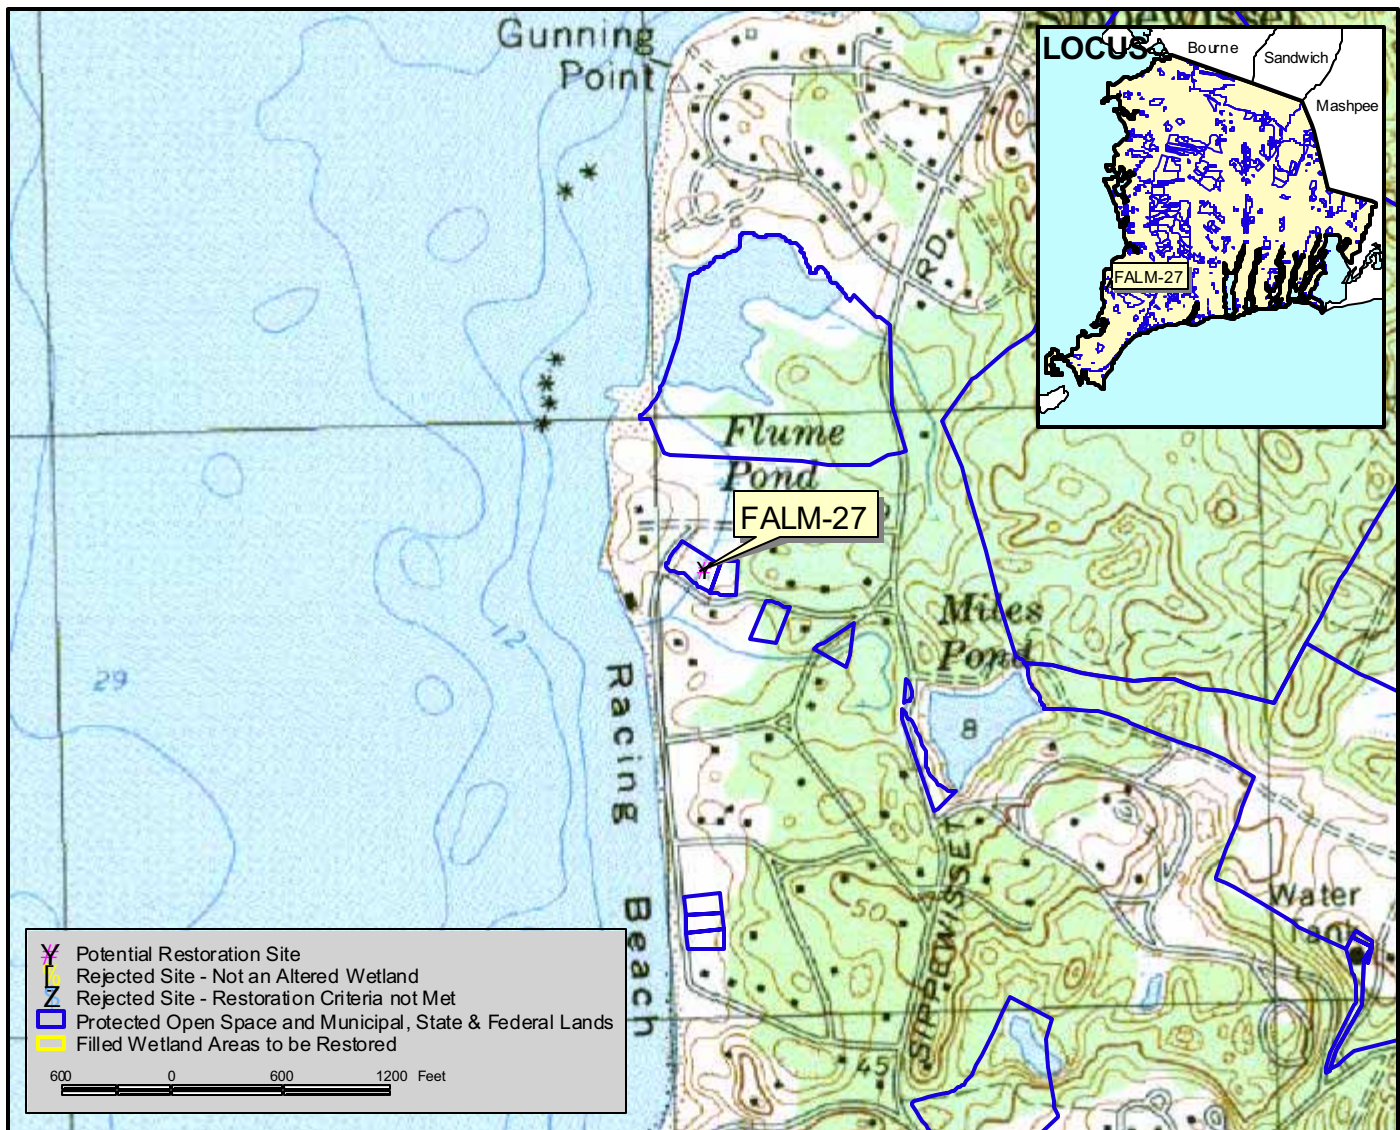 Gunning
Point
Sippewisset
LOCUS
Bourne
Sandwich
Mashpee
FALM-27
RD
Flume
Pond
FALM-27
Miles
Pond
8
12
29
Racing Beach
50
SIPPEWISSET
45
Water
Tank
Y Potential Restoration Site
L Rejected Site - Not an Altered Wetland
Z Rejected Site - Restoration Criteria not Met
Protected Open Space and Municipal, State & Federal Lands
Filled Wetland Areas to be Restored
600 0 600 1200 Feet